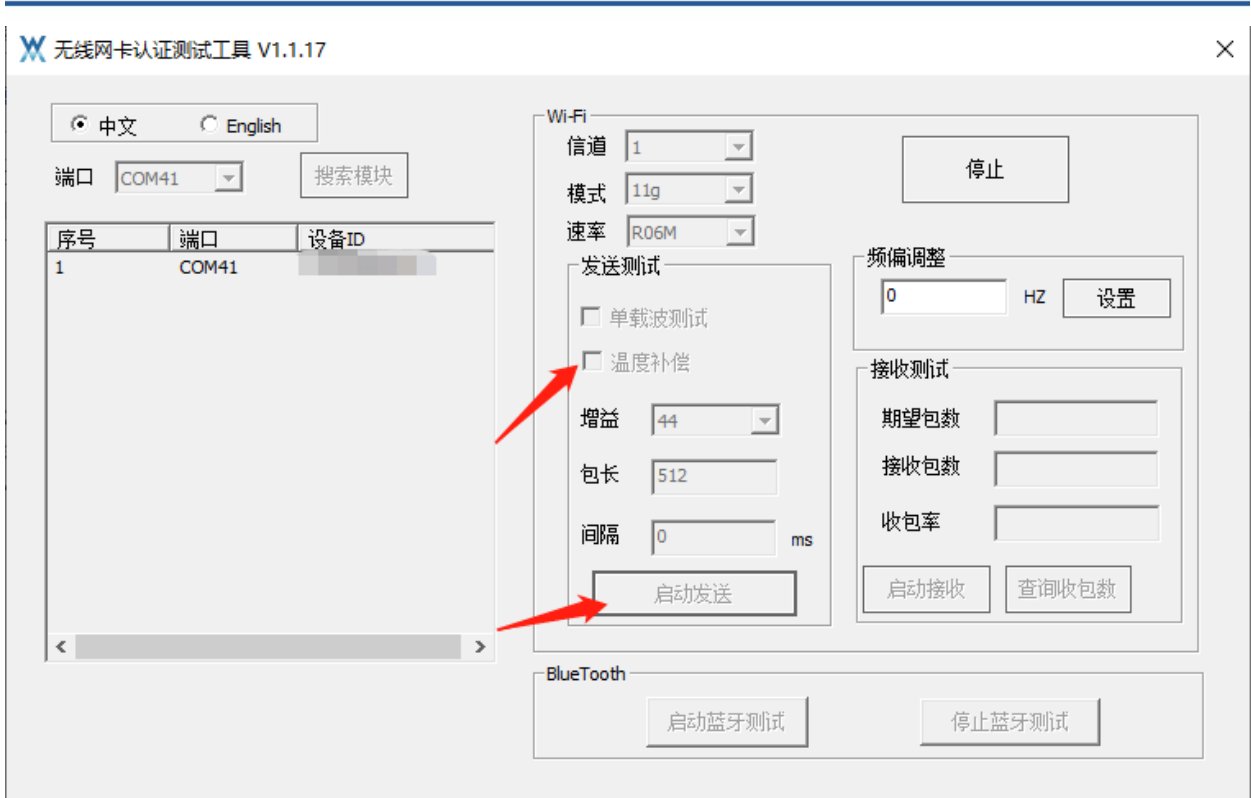 无线网卡认证测试工具 V1.1.17
中文
English
端口
COM41
搜索模块
序号
端口
设备ID
1
COM41
Wi-Fi
信道
1
模式
11g
速率
R06M
停止
发送测试
单载波测试
温度补偿
增益
44
包长
512
间隔
0
ms
启动发送
频偏调整
0
HZ
设置
接收测试
期望包数
接收包数
收包率
启动接收
查询收包数
BlueTooth
启动蓝牙测试
停止蓝牙测试